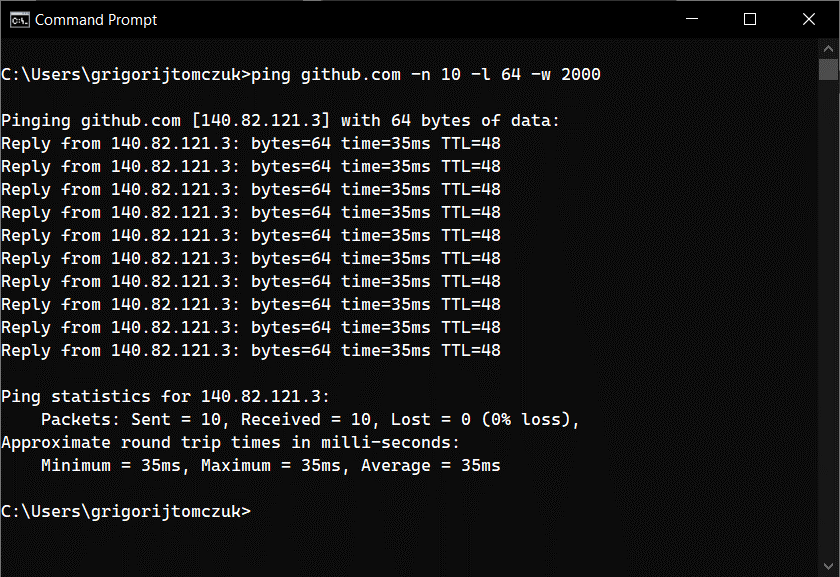 Command Prompt
C:\Users\grigorijtomczuk>ping github.com -n 10 -l 64 -w 2000
Pinging github.com [140.82.121.3] with 64 bytes of data:
Reply from 140.82.121.3: bytes=64 time=35ms TTL=48
Reply from 140.82.121.3: bytes=64 time=35ms TTL=48
Reply from 140.82.121.3: bytes=64 time=35ms TTL=48
Reply from 140.82.121.3: bytes=64 time=35ms TTL=48
Reply from 140.82.121.3: bytes=64 time=35ms TTL=48
Reply from 140.82.121.3: bytes=64 time=35ms TTL=48
Reply from 140.82.121.3: bytes=64 time=35ms TTL=48
Reply from 140.82.121.3: bytes=64 time=35ms TTL=48
Reply from 140.82.121.3: bytes=64 time=35ms TTL=48
Reply from 140.82.121.3: bytes=64 time=35ms TTL=48
Ping statistics for 140.82.121.3:
    Packets: Sent = 10, Received = 10, Lost = 0 (0% loss),
Approximate round trip times in milli-seconds:
    Minimum = 35ms, Maximum = 35ms, Average = 35ms
C:\Users\grigorijtomczuk>